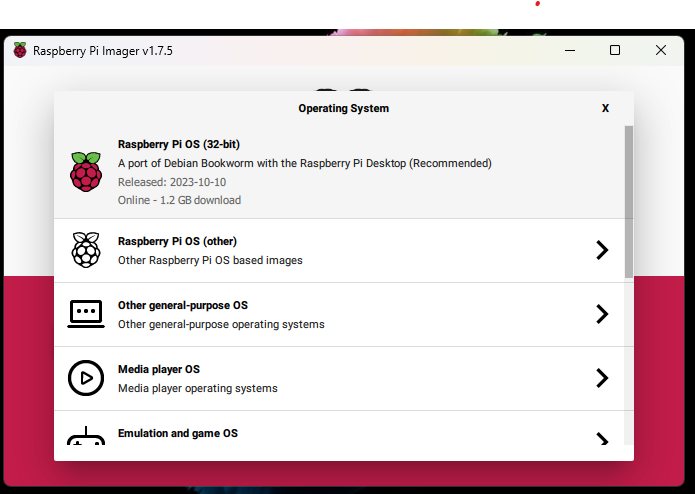 Raspberry Pi Imager v1.7.5
Operating System
X
Raspberry Pi OS (32-bit)
A port of Debian Bookworm with the Raspberry Pi Desktop (Recommended)
Released: 2023-10-10
Online - 1.2 GB download
Raspberry Pi OS (other)
Other Raspberry Pi OS based images
Other general-purpose OS
Other general-purpose operating systems
Media player OS
Media player operating systems
Emulation and game OS